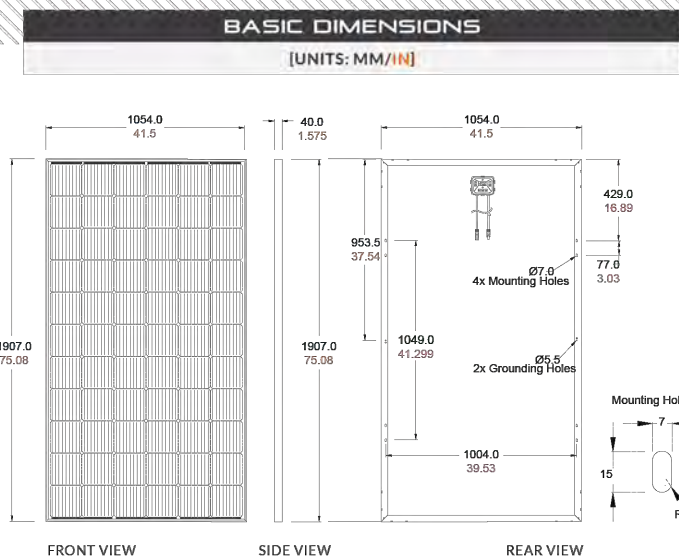 BASIC DIMENSIONS
[UNITS: MM/IN]
1054.0
41.5
40.0
1.575
1054.0
41.5
429.0
16.89
953.5
37.54
77.0
3.03
Ø7.0
4x Mounting Holes
1907.0
75.08
1907.0
75.08
1049.0
41.299
Ø5.5
2x Grounding Holes
Mounting Hol
7
1004.0
39.53
15
FRONT VIEW
SIDE VIEW
REAR VIEW